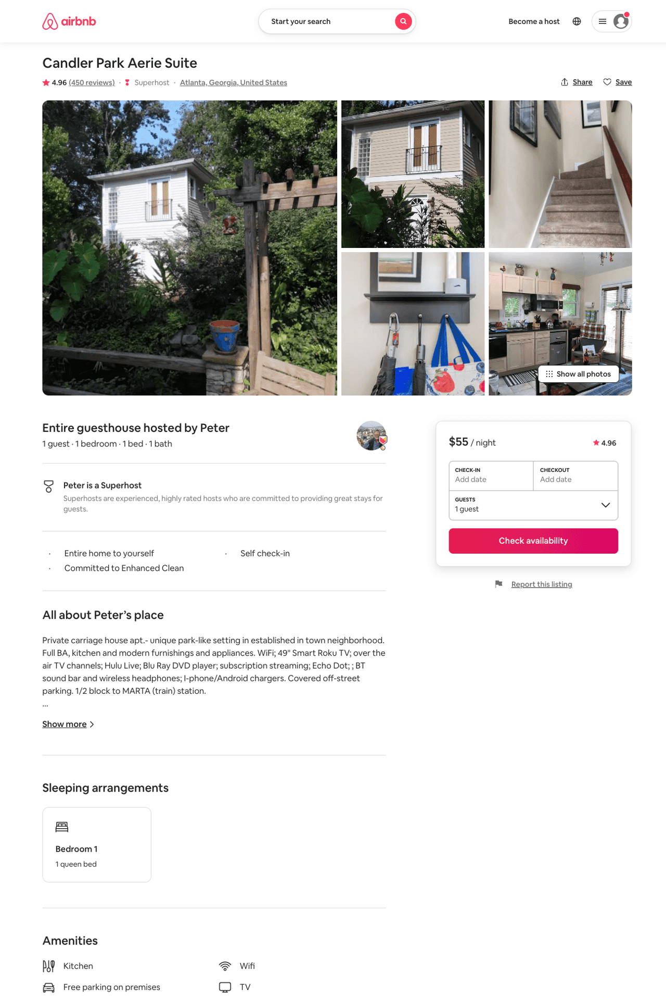 airbnb
Start your search
Become a host
Candler Park Aerie Suite
4.96 (450 reviews) · Superhost · Atlanta, Georgia, United States
Share
Save
Show all photos
Entire guesthouse hosted by Peter
1 guest · 1 bedroom · 1 bed · 1 bath
Peter is a Superhost
Superhosts are experienced, highly rated hosts who are committed to providing great stays for
guests.
· Entire home to yourself
· Self check-in
· Committed to Enhanced Clean
$55 / night
4.96
CHECK-IN
Add date
CHECKOUT
Add date
GUESTS
1 guest
Check availability
Report this listing
All about Peter’s place
Private carriage house apt.- unique park-like setting in established in town neighborhood.
Full BA, kitchen and modern furnishings and appliances. WiFi; 49" Smart Roku TV; over the
air TV channels; Hulu Live; Blu Ray DVD player; subscription streaming; Echo Dot; ; BT
sound bar and wireless headphones; I-phone/Android chargers. Covered off-street
parking. 1/2 block to MARTA (train) station.
...
Show more
Sleeping arrangements
Bedroom 1
1 queen bed
Amenities
Kitchen
Wifi
Free parking on premises
TV